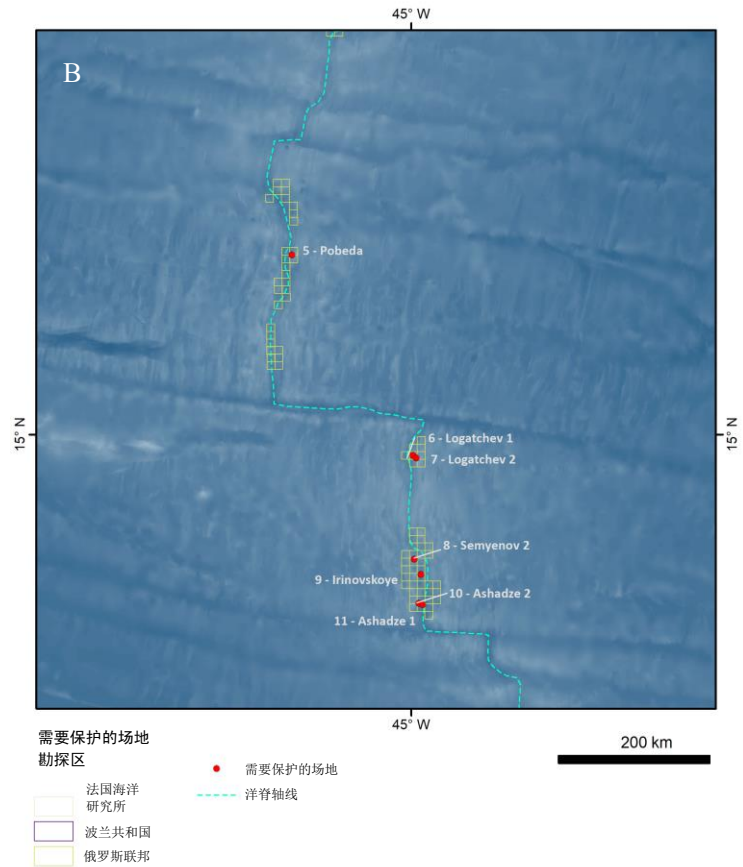 45° W
B
5 - Pobeda
15° N
15° N
6 - Logatchev 1
7 - Logatchev 2
8 - Semyenov 2
9 - Irinovskoye
10 - Ashadze 2
11 - Ashadze 1
45° W
200 km
需要保护的场地
勘探区
法国海洋
研究所
波兰共和国
俄罗斯联邦
需要保护的场地
洋脊轴线